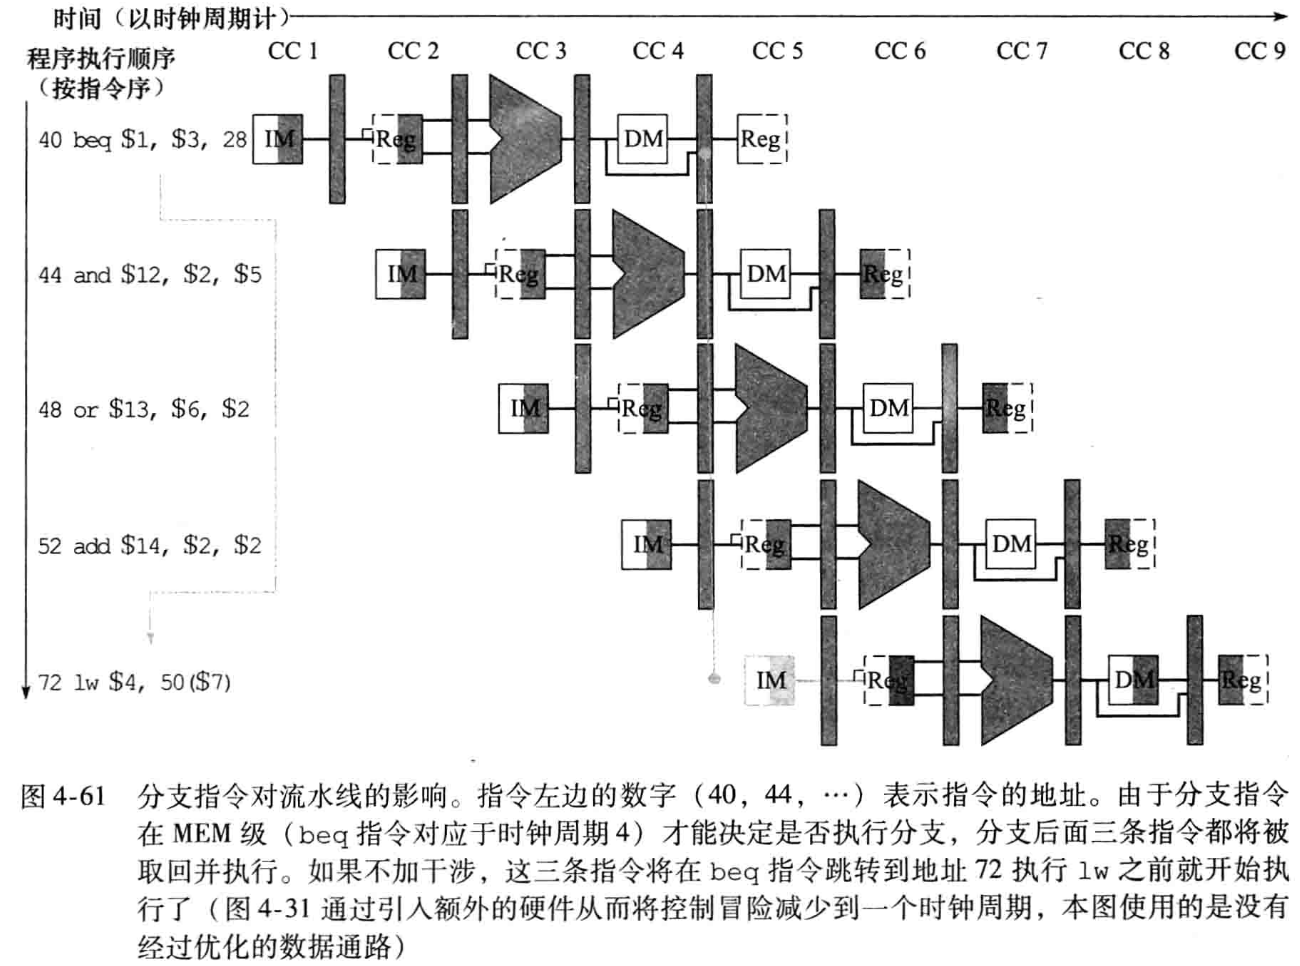 时间（以时钟周期计）
程序执行顺序
（按指令序）
CC 1 CC 2 CC 3 CC 4 CC 5 CC 6 CC 7 CC 8 CC 9
40 beq $1, $3, 28 IM Reg DM Reg
44 and $12, $2, $5 IM Reg DM Reg
48 or $13, $6, $2 IM Reg DM Reg
52 add $14, $2, $2 IM Reg DM Reg
72 lw $4, 50($7) IM Reg DM Reg
图 4-61 分支指令对流水线的影响。指令左边的数字（40，44，…）表示指令的地址。由于分支指令
在 MEM 级（beq 指令对应于时钟周期 4）才能决定是否执行分支，分支后面三条指令都将被
取回并执行。如果不加干涉，这三条指令将在 beq 指令跳转到地址 72 执行 lw 之前就开始执
行了（图 4-31 通过引入额外的硬件从而将控制冒险减少到一个时钟周期，本图使用的是没有
经过优化的数据通路）